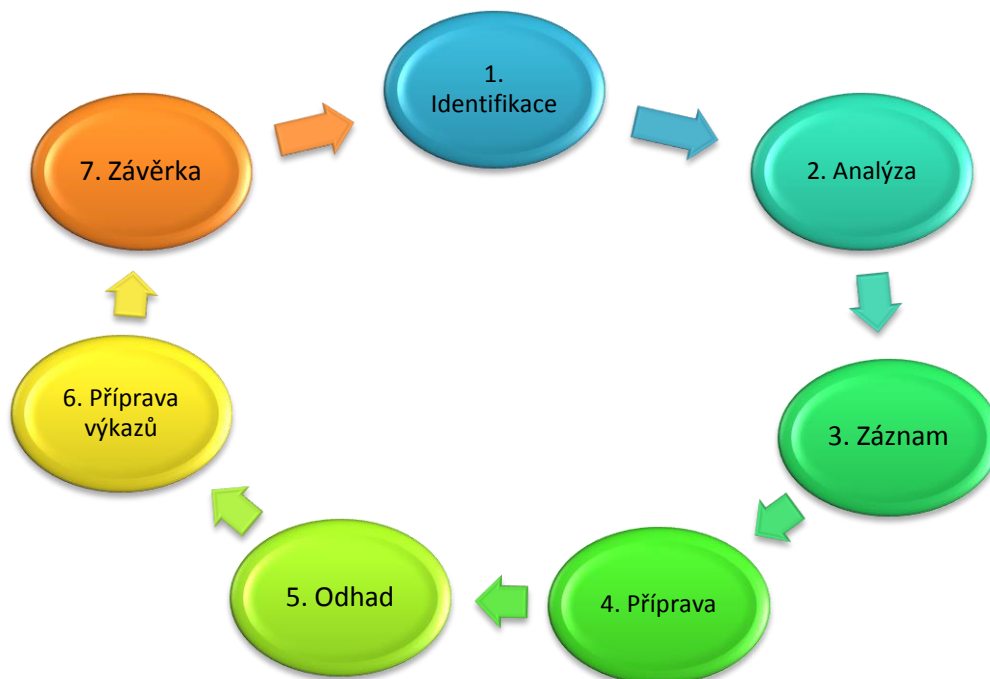 1.
Identifikace
2. Analýza
3. Záznam
4. Příprava
5. Odhad
6. Příprava
výkazů
7. Závěrka